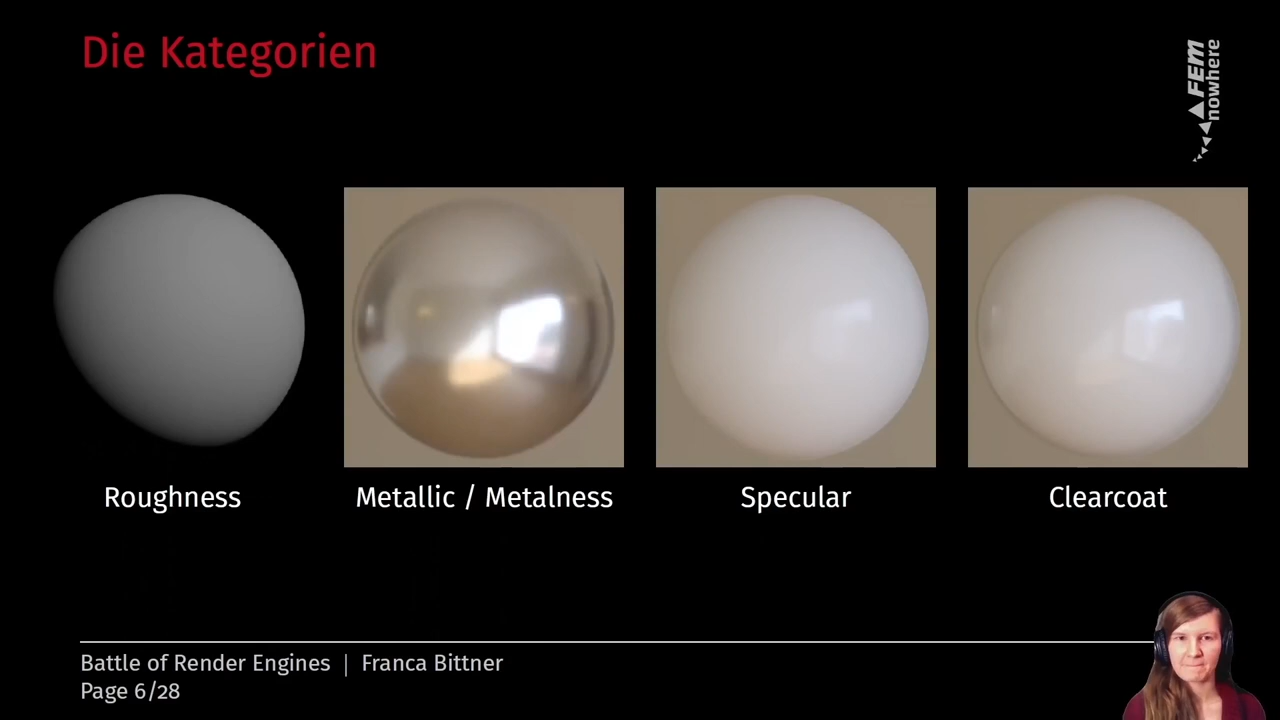 Die Kategorien
FEM
nowhere
Roughness
Metallic / Metalness
Specular
Clearcoat
Battle of Render Engines | Franca Bittner
Page 6/28